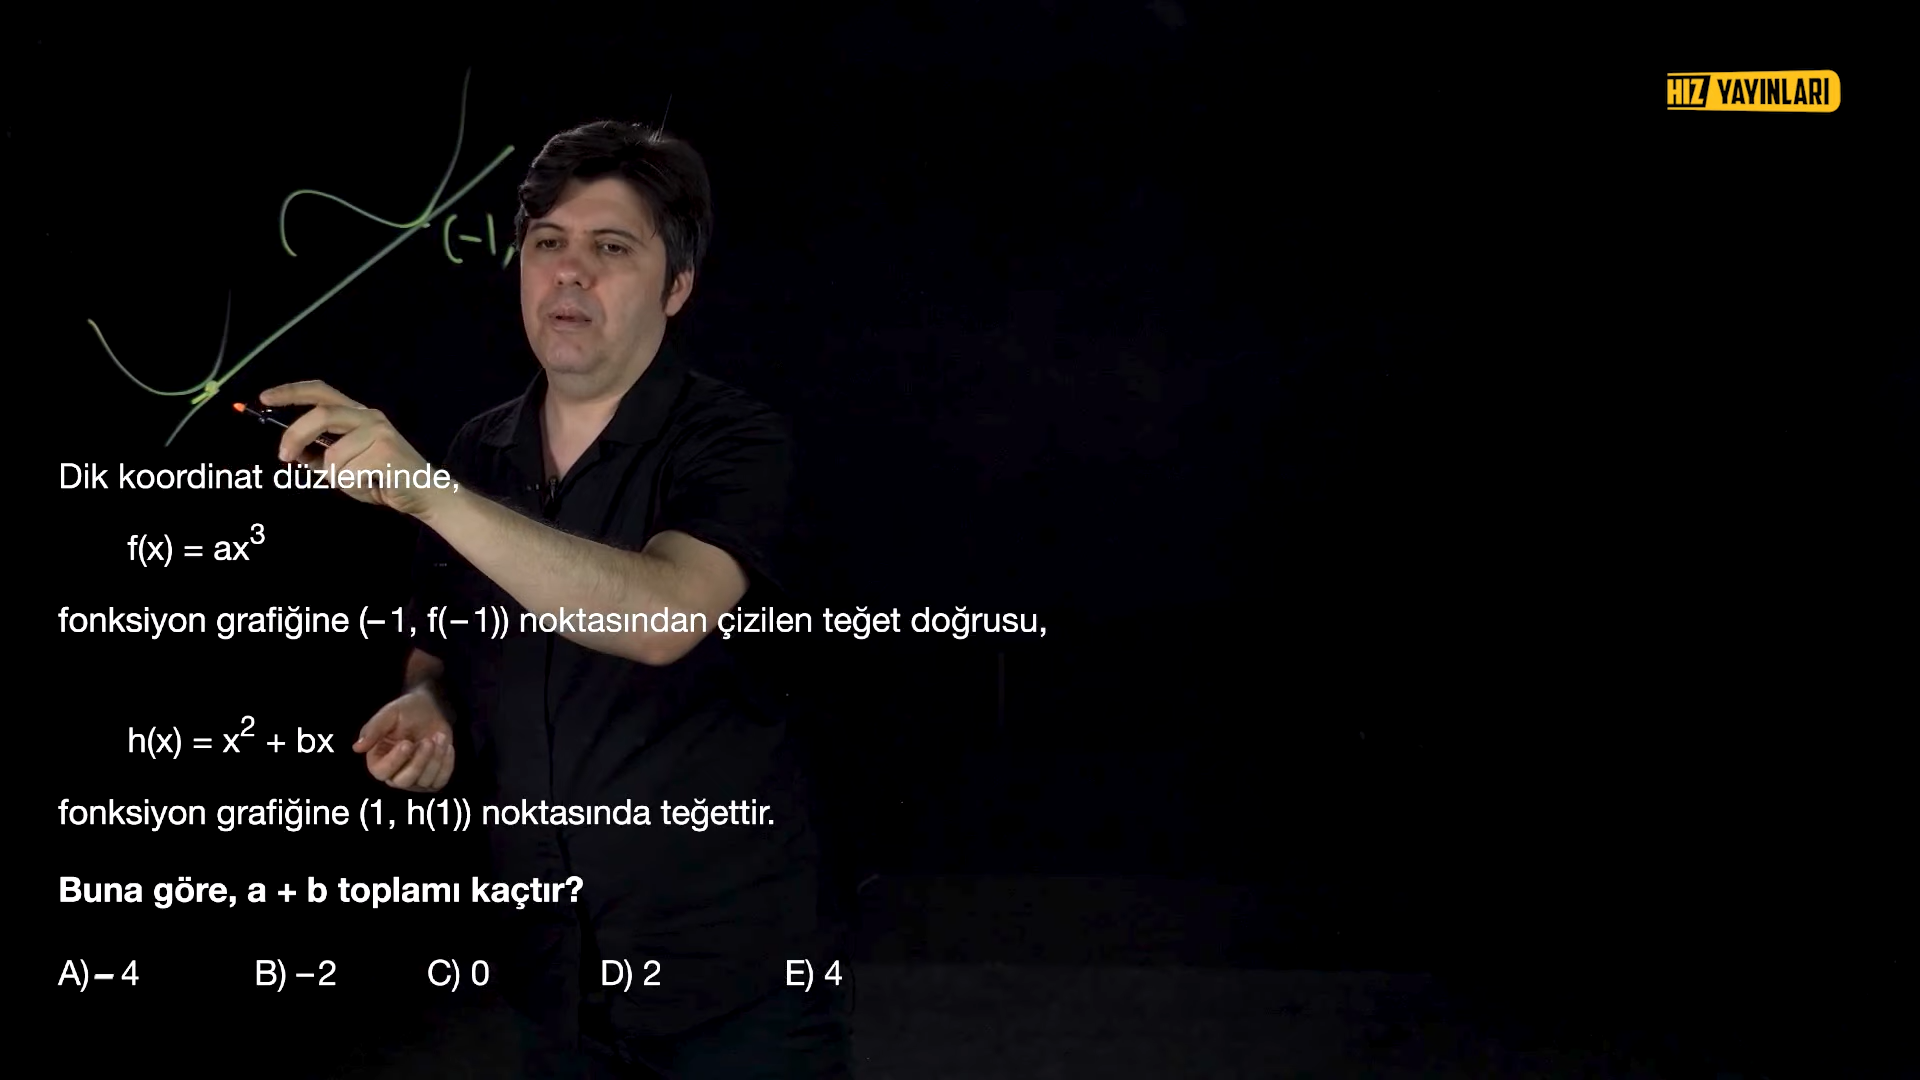 HIZ YAYINLARI
(-1,
Dik koordinat düzleminde,
f(x) = ax³
fonksiyon grafiğine (–1, f(–1)) noktasından çizilen teğet doğrusu,
h(x) = x² + bx
fonksiyon grafiğine (1, h(1)) noktasında teğettir.
Buna göre, a + b toplamı kaçtır?
A) – 4 B) –2 C) 0 D) 2 E) 4